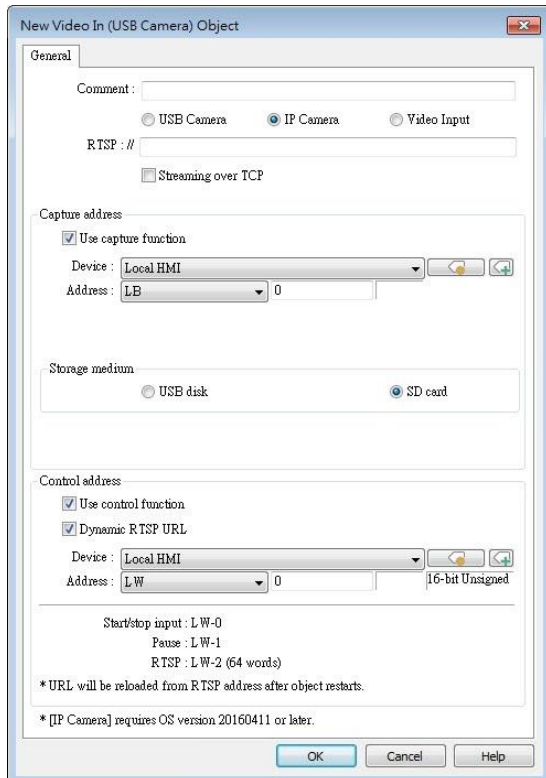 New Video In (USB Camera) Object
General
Comment :
USB Camera IP Camera Video Input
RTSP : //
Streaming over TCP
Capture address
Use capture function
Device : Local HMI
Address : LB 0
Storage medium
USB disk SD card
Control address
Use control function
Dynamic RTSP URL
Device : Local HMI
Address : LW 0 16-bit Unsigned
Start/stop input : LW-0
Pause : LW-1
RTSP : LW-2 (64 words)
* URL will be reloaded from RTSP address after object restarts.
* [IP Camera] requires OS version 20160411 or later.
OK Cancel Help